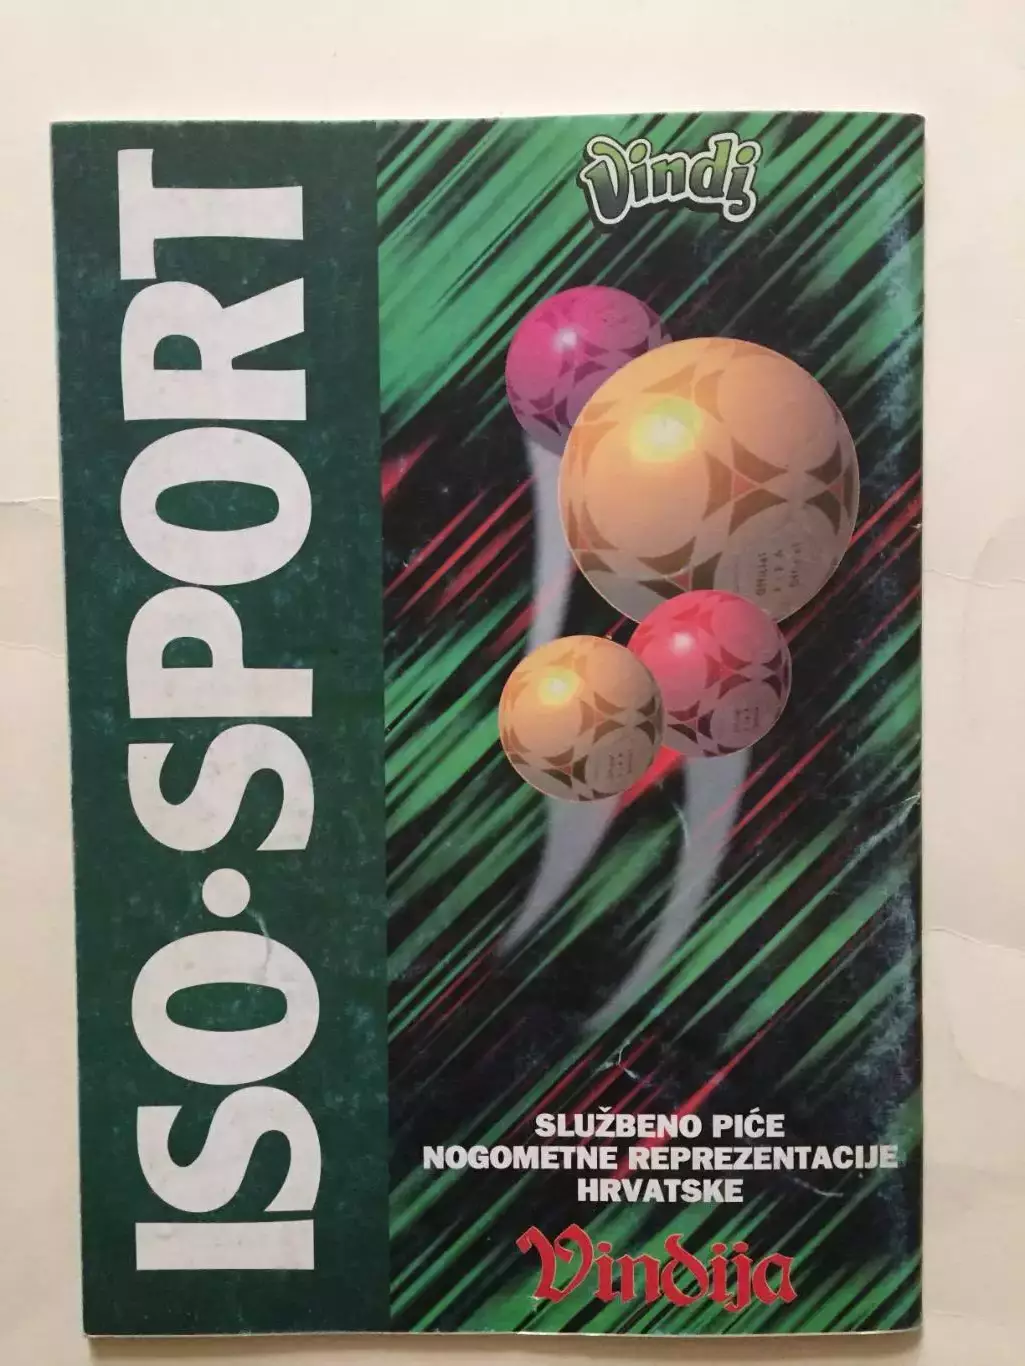 ISO·SPORT
Vindi
SLUŽBENO PIĆE
NOGOMETNE REPREZENTACIJE
HRVATSKE
Vindija